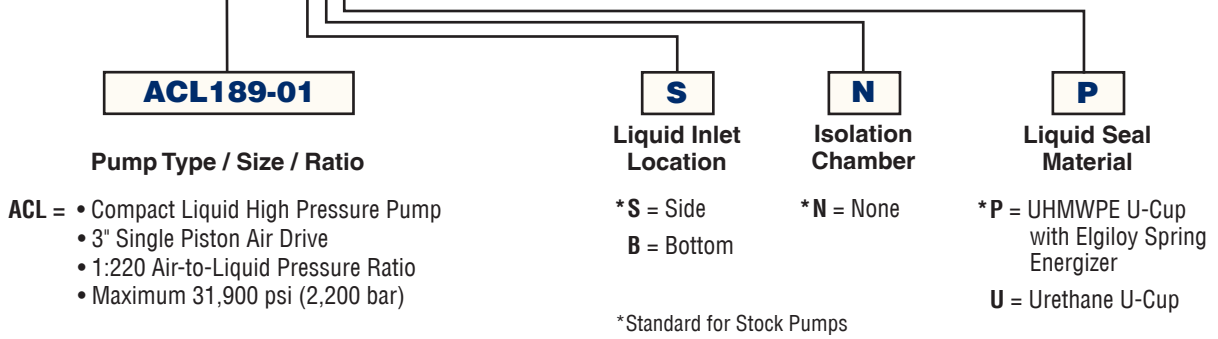 ACL189-01
S
N
P
Pump Type / Size / Ratio
Liquid Inlet
Location
Isolation
Chamber
Liquid Seal
Material
ACL = • Compact Liquid High Pressure Pump
• 3" Single Piston Air Drive
• 1:220 Air-to-Liquid Pressure Ratio
• Maximum 31,900 psi (2,200 bar)
*S = Side
B = Bottom
*N = None
*P = UHMWPE U-Cup
with Elgiloy Spring
Energizer
U = Urethane U-Cup
*Standard for Stock Pumps